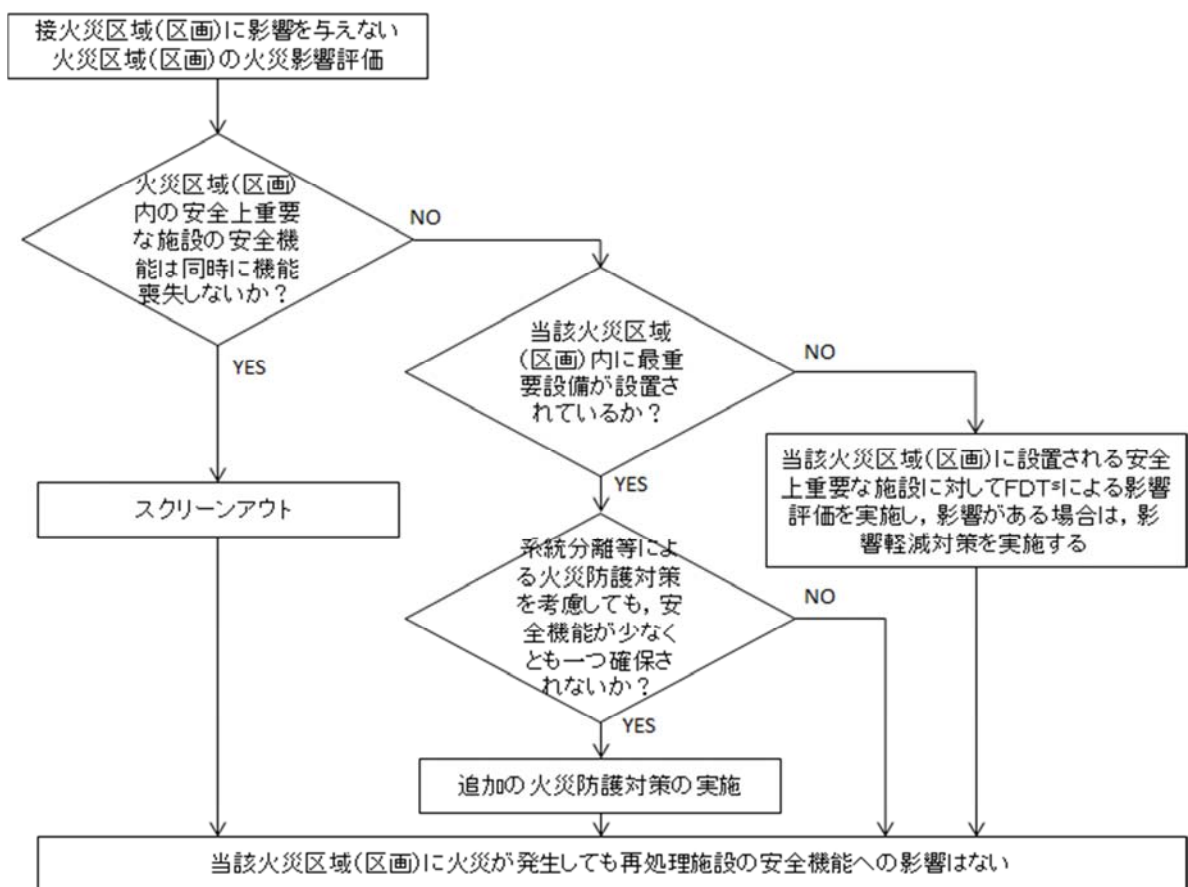 接火災区域(区画)に影響を与えない
火災区域(区画)の火災影響評価
火災区域(区画)
内の安全上重要
な施設の安全機
能は同時に機能
喪失しないか？
NO
YES
当該火災区域
(区画)内に最重
要設備が設置さ
れているか？
NO
YES
スクリーンアウト
当該火災区域(区画)に設置される安全
上重要な施設に対してFDTsによる影響
評価を実施し，影響がある場合は，影
響軽減対策を実施する
系統分離等によ
る火災防護対策
を考慮しても，安
全機能が少なく
とも一つ確保さ
れないか？
NO
YES
追加の火災防護対策の実施
当該火災区域(区画)に火災が発生しても再処理施設の安全機能への影響はない